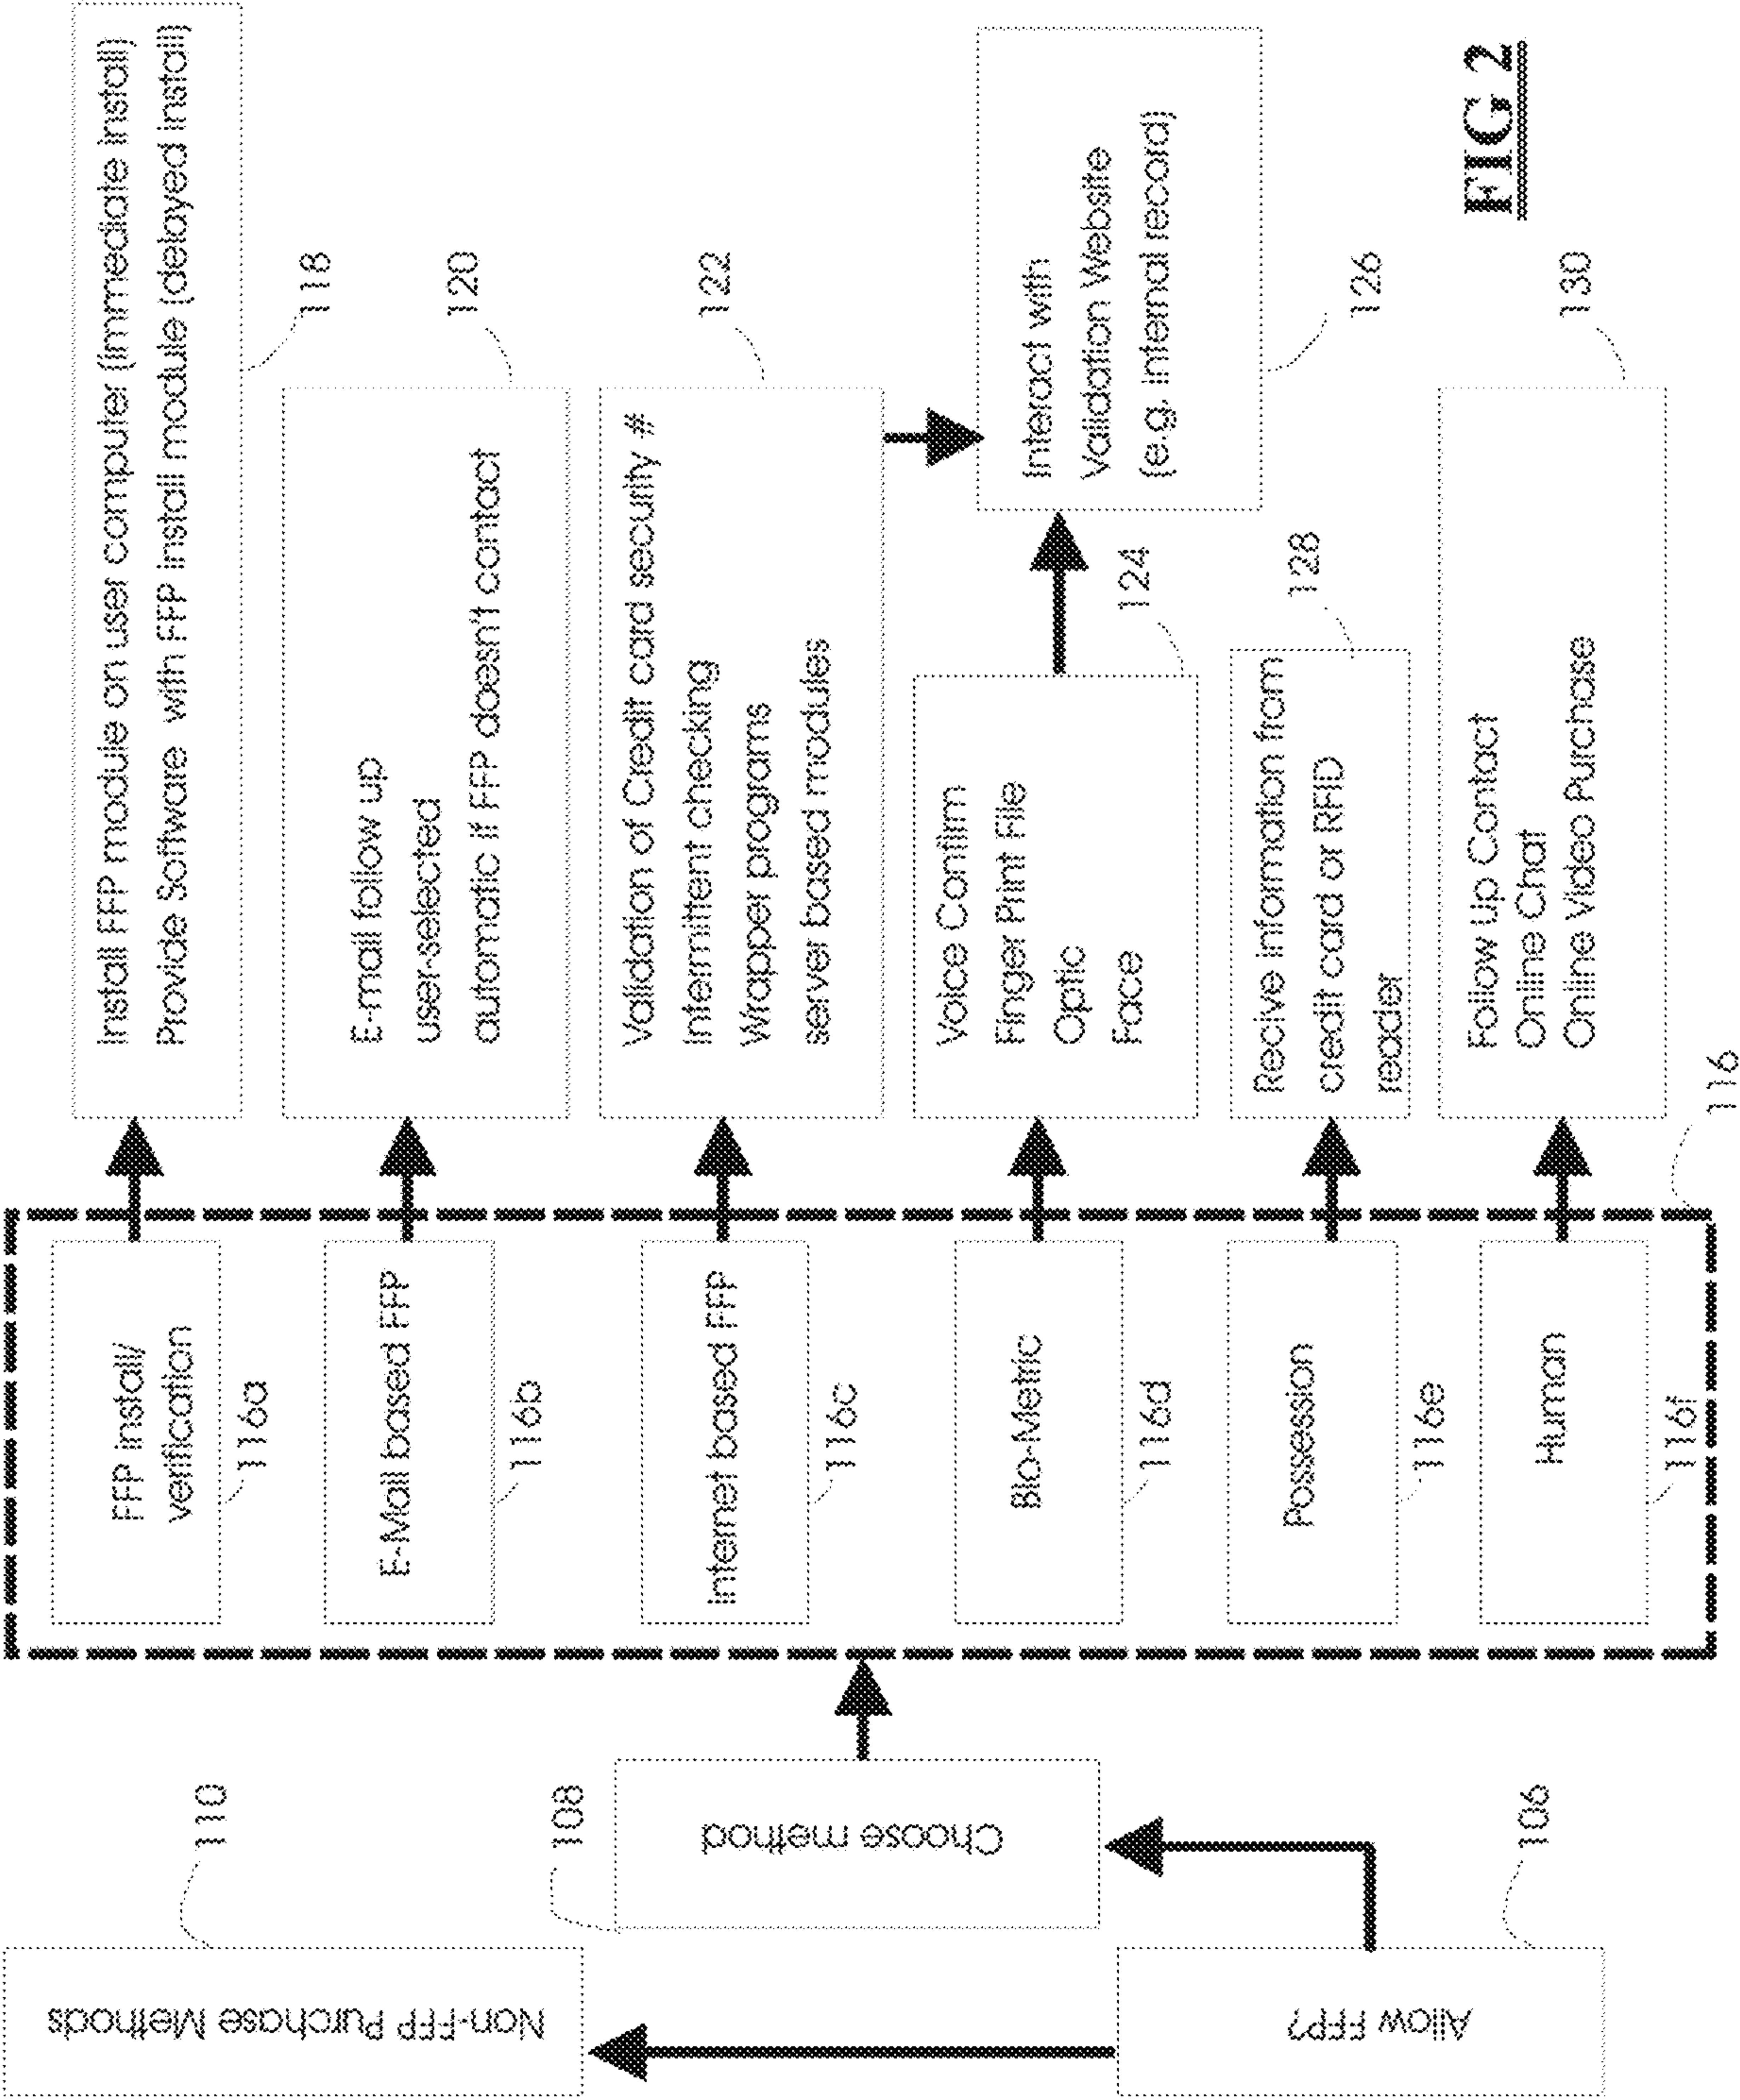 Non-FFP Purchase Methods
110
Allow FFP?
106
Choose method
108
FFP install/
verification
116a
E-Mail based FFP
116b
Internet based FFP
116c
Bio-Metric
116d
Possession
116e
Human
116f
116
Install FFP module on user computer (immediate install)
Provide Software with FFP install module (delayed install)
118
E-mail follow up
user-selected
automatic if FFP doesn't contact
120
Validation of Credit card security #
Intermittent checking
Wrapper programs
server based modules
122
Voice Confirm
Finger Print File
Optic
Face
124
Interact with
Validation Website
(e.g. internal record)
126
Recive information from
credit card or RFID
reader
128
Follow Up Contact
Online Chat
Online Video Purchase
130
FIG 2